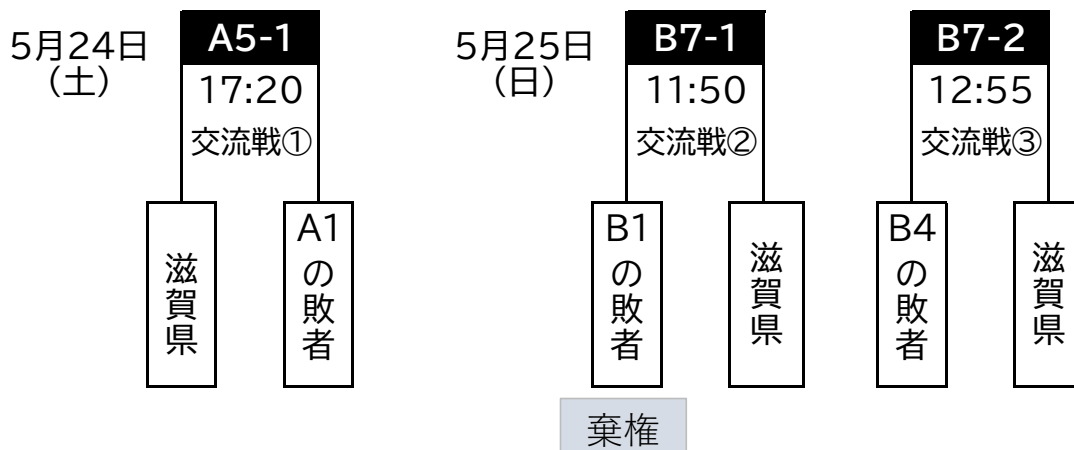 5月24日
(土)
A5-1
17:20
交流戦①
滋賀県
A1の敗者
5月25日
(日)
B7-1
11:50
交流戦②
B1の敗者
滋賀県
棄権
B7-2
12:55
交流戦③
B4の敗者
滋賀県